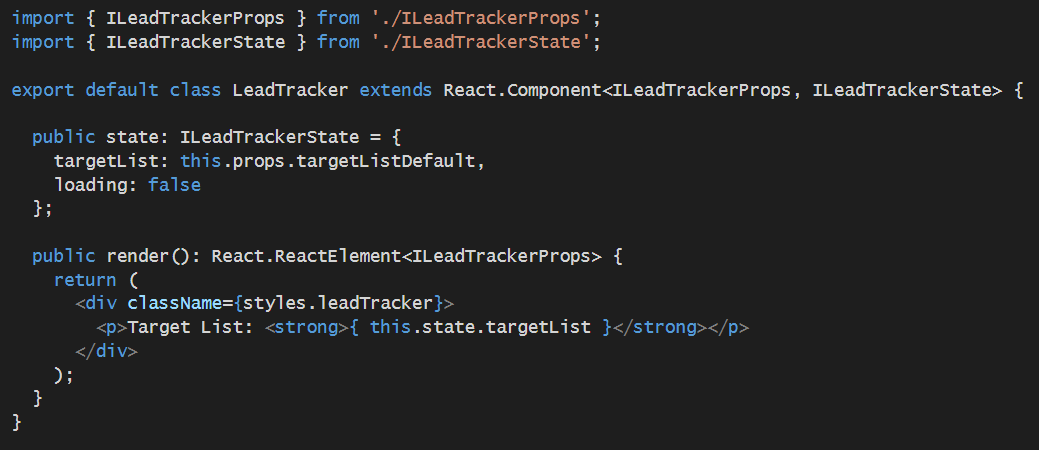 import { ILeadTrackerProps } from './ILeadTrackerProps';
import { ILeadTrackerState } from './ILeadTrackerState';

export default class LeadTracker extends React.Component<ILeadTrackerProps, ILeadTrackerState> {

  public state: ILeadTrackerState = {
    targetList: this.props.targetListDefault,
    loading: false
  };

  public render(): React.ReactElement<ILeadTrackerProps> {
    return (
      <div className={styles.leadTracker}>
        <p>Target List: <strong>{ this.state.targetList }</strong></p>
      </div>
    );
  }
}